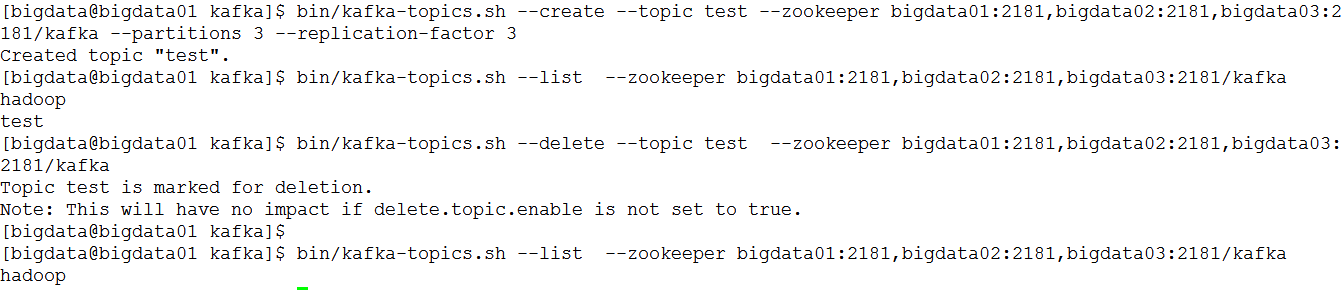 [bigdata@bigdata01 kafka]$ bin/kafka-topics.sh --create --topic test --zookeeper bigdata01:2181,bigdata02:2181,bigdata03:2
181/kafka --partitions 3 --replication-factor 3
Created topic "test".
[bigdata@bigdata01 kafka]$ bin/kafka-topics.sh --list  --zookeeper bigdata01:2181,bigdata02:2181,bigdata03:2181/kafka
hadoop
test
[bigdata@bigdata01 kafka]$ bin/kafka-topics.sh --delete --topic test  --zookeeper bigdata01:2181,bigdata02:2181,bigdata03:
2181/kafka
Topic test is marked for deletion.
Note: This will have no impact if delete.topic.enable is not set to true.
[bigdata@bigdata01 kafka]$
[bigdata@bigdata01 kafka]$ bin/kafka-topics.sh --list  --zookeeper bigdata01:2181,bigdata02:2181,bigdata03:2181/kafka
hadoop